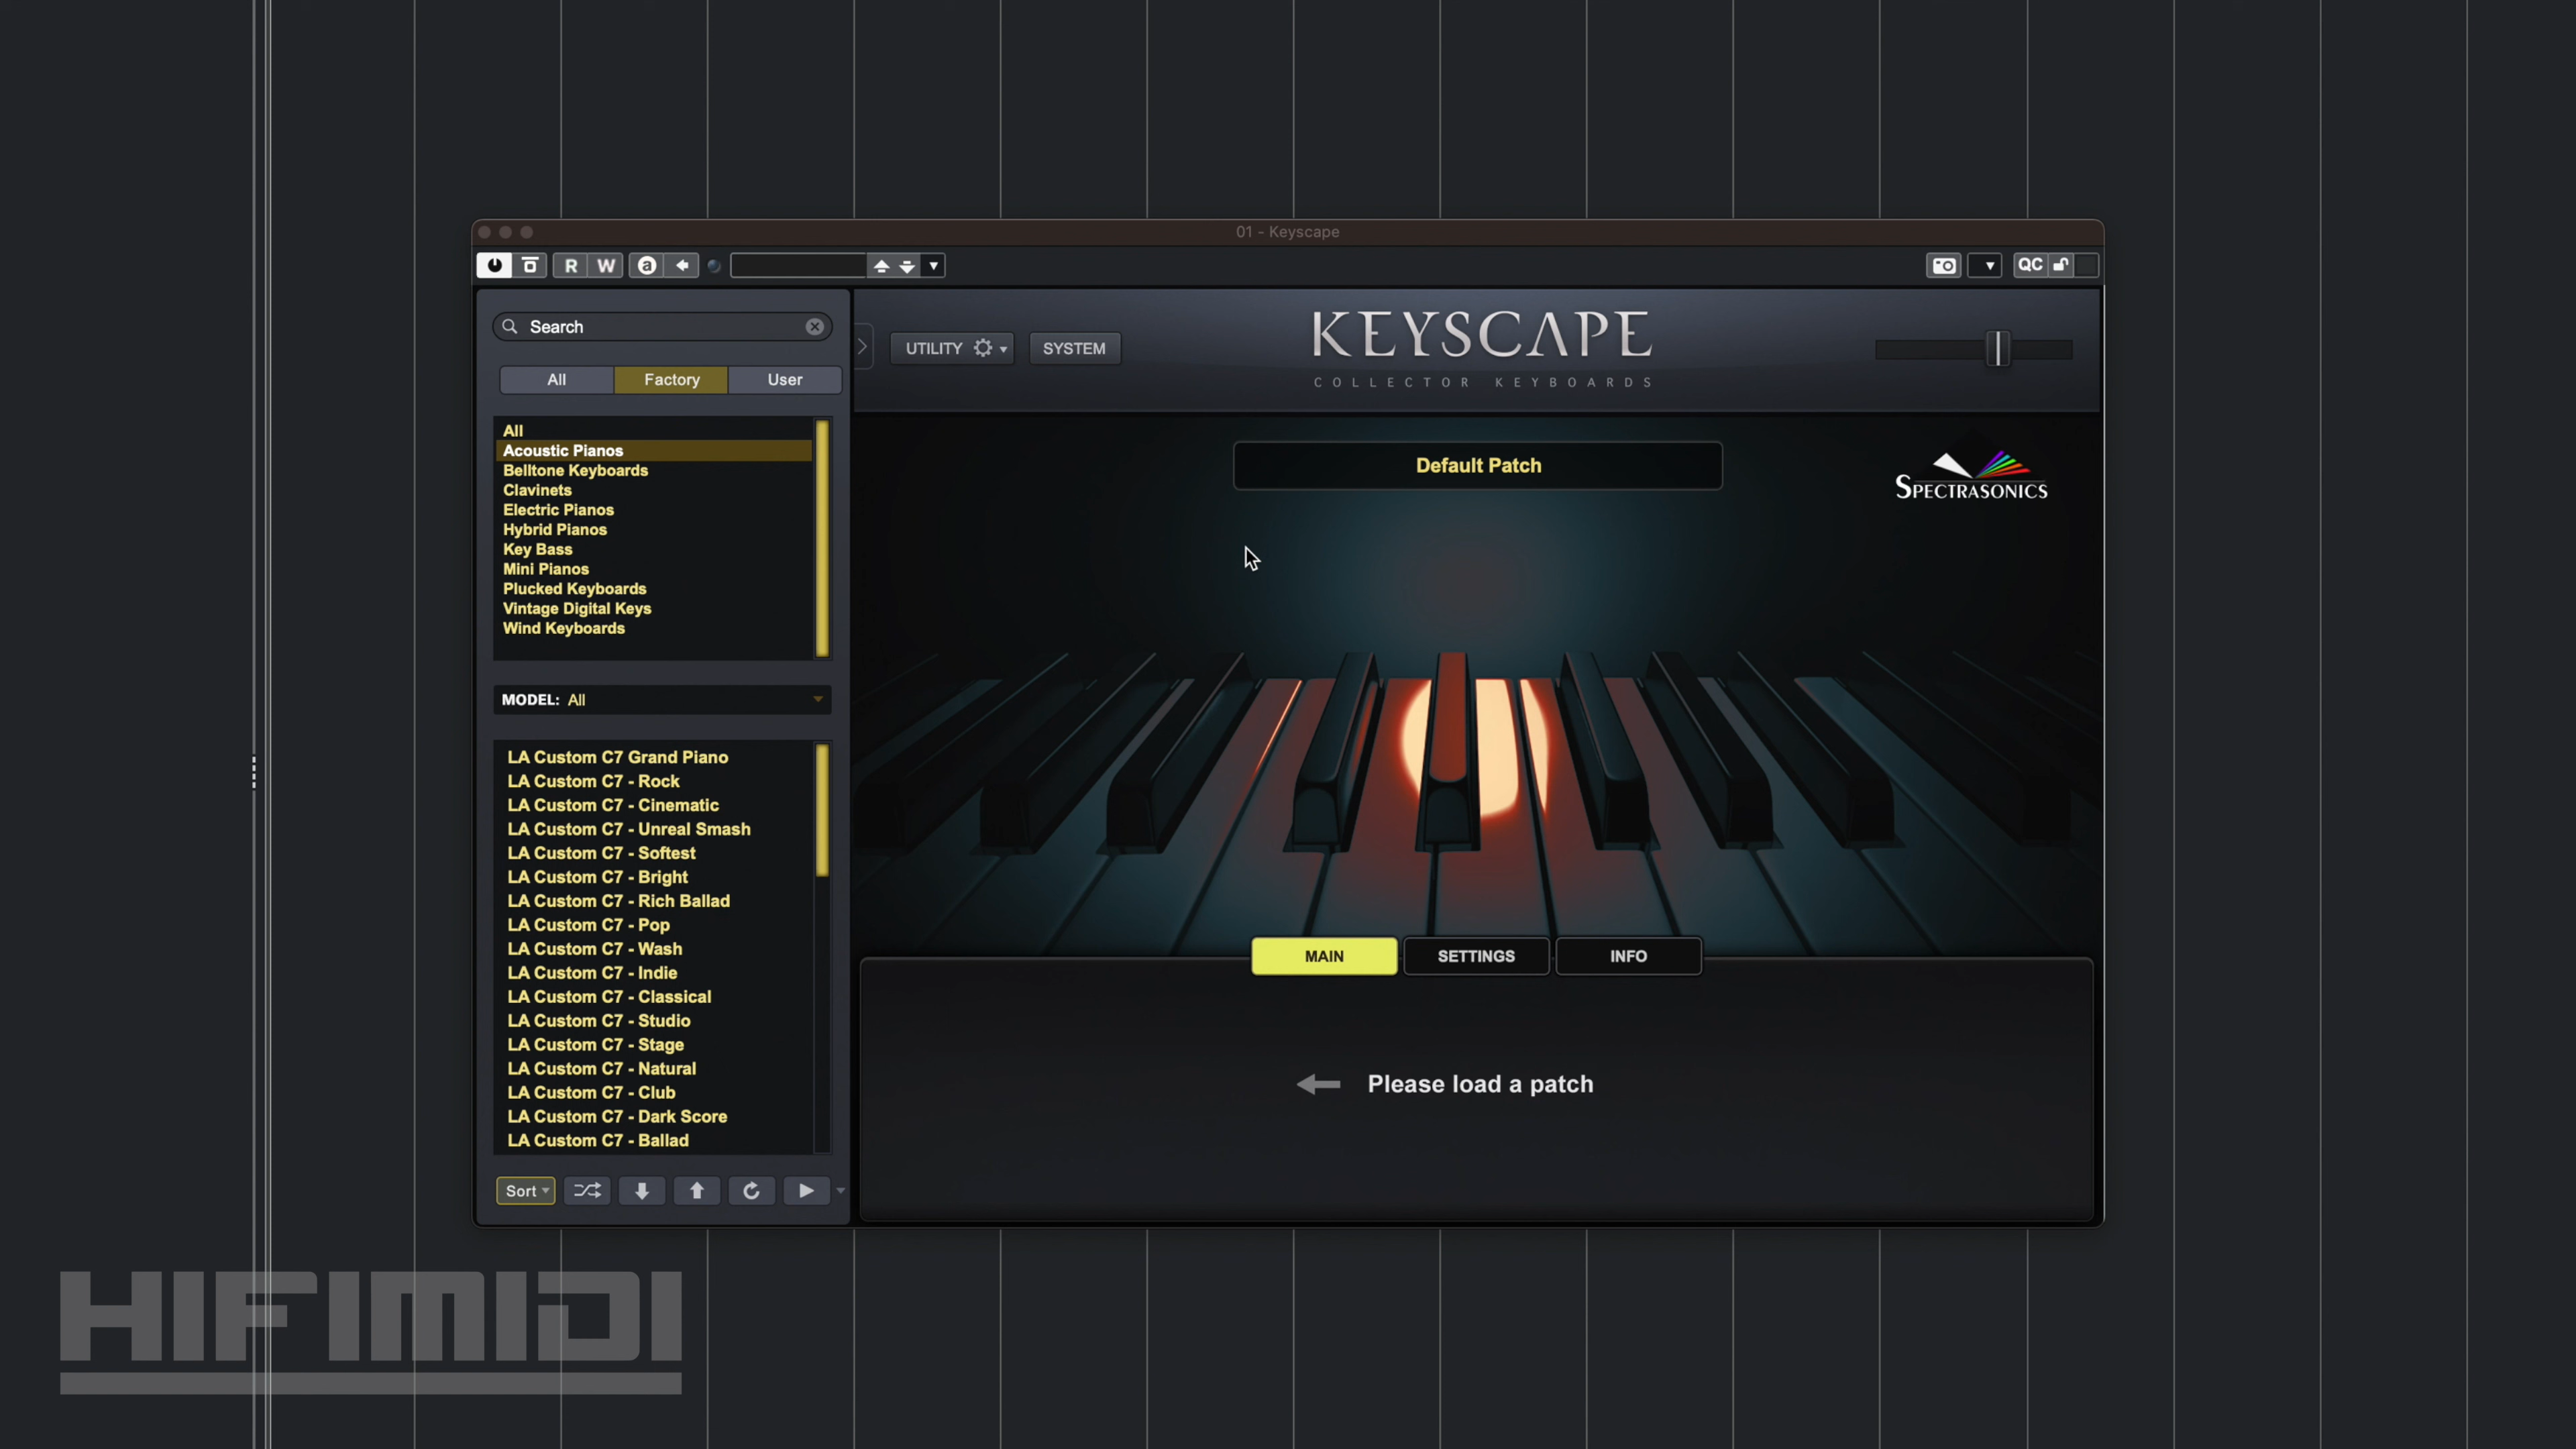 01 - Keyscape
R W a QC
Search
All Factory User
All
Acoustic Pianos
Belltone Keyboards
Clavinets
Electric Pianos
Hybrid Pianos
Key Bass
Mini Pianos
Plucked Keyboards
Vintage Digital Keys
Wind Keyboards
MODEL: All
LA Custom C7 Grand Piano
LA Custom C7 - Rock
LA Custom C7 - Cinematic
LA Custom C7 - Unreal Smash
LA Custom C7 - Softest
LA Custom C7 - Bright
LA Custom C7 - Rich Ballad
LA Custom C7 - Pop
LA Custom C7 - Wash
LA Custom C7 - Indie
LA Custom C7 - Classical
LA Custom C7 - Studio
LA Custom C7 - Stage
LA Custom C7 - Natural
LA Custom C7 - Club
LA Custom C7 - Dark Score
LA Custom C7 - Ballad
Sort
UTILITY SYSTEM
KEYSCAPE
COLLECTOR KEYBOARDS
Default Patch
SPECTRASONICS
MAIN SETTINGS INFO
Please load a patch
HIFIMIDI